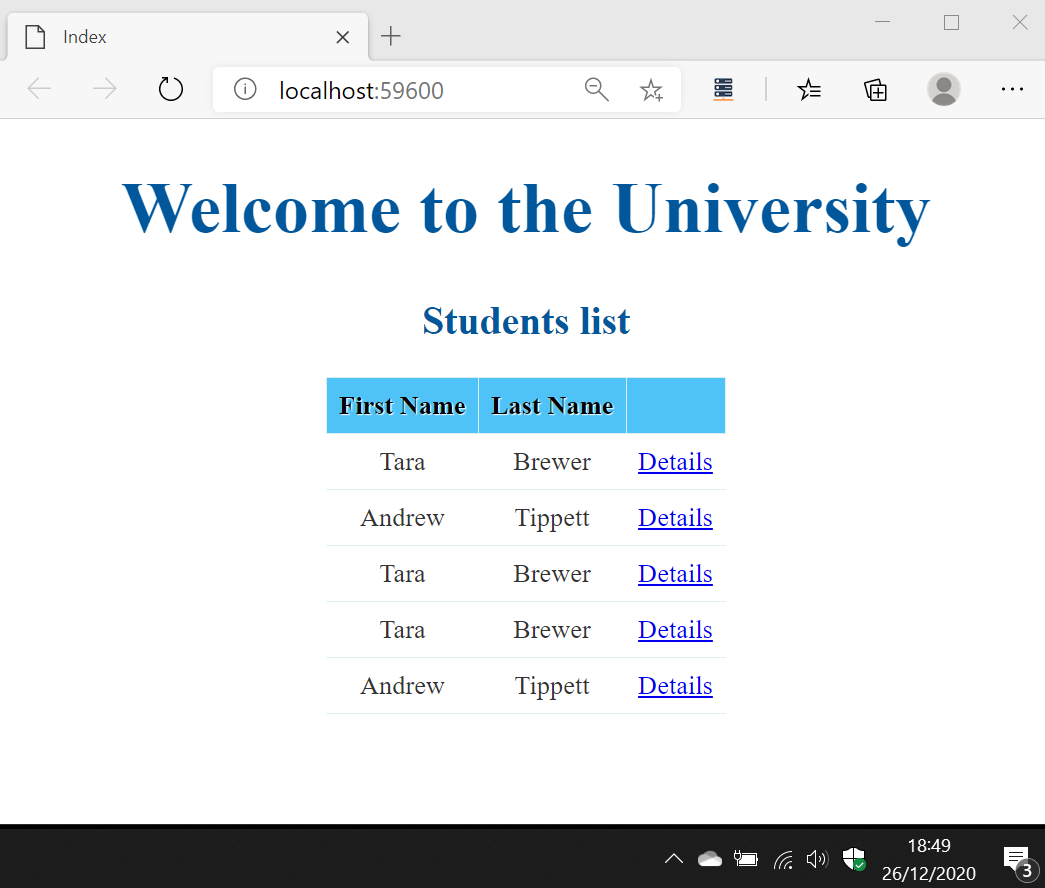 Index
localhost:59600
Welcome to the University
Students list
First Name Last Name
Tara Brewer Details
Andrew Tippett Details
Tara Brewer Details
Tara Brewer Details
Andrew Tippett Details
18:49
26/12/2020
3